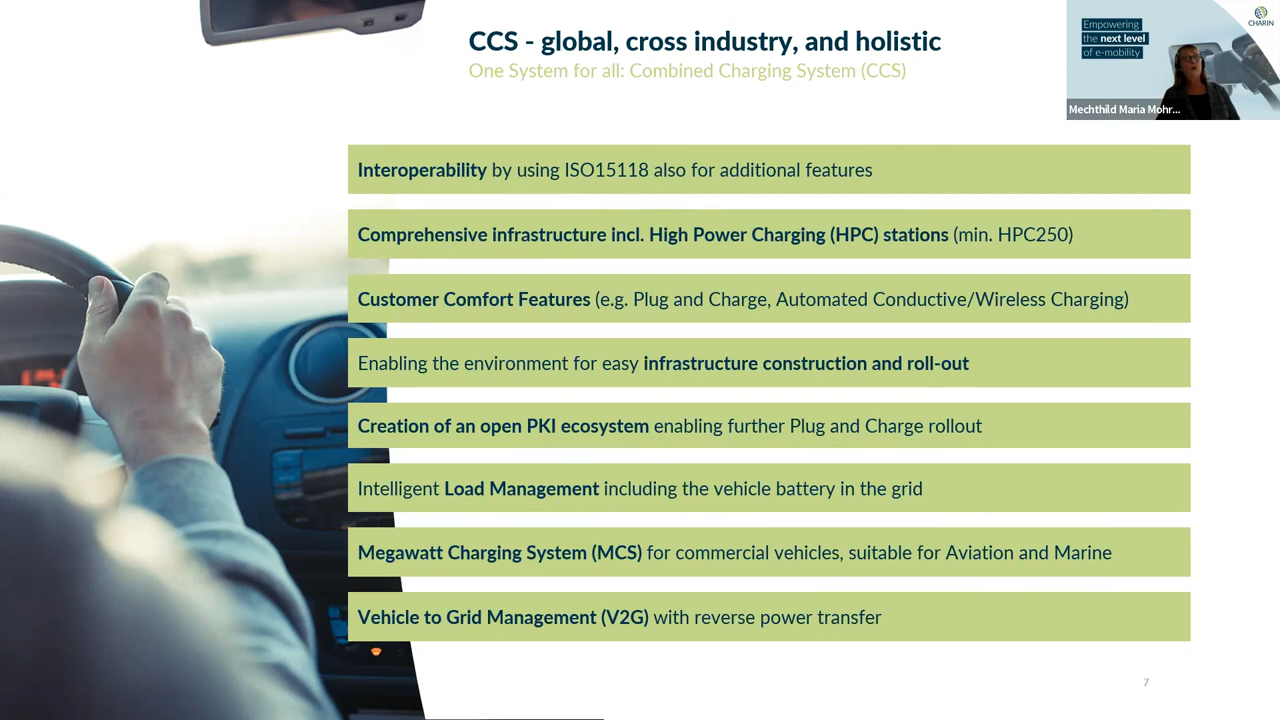 CCS - global, cross industry, and holistic
One System for all: Combined Charging System (CCS)
Empowering
the next level
of e-mobility
CHARIN
Mechthild Maria Mohr...
Interoperability by using ISO15118 also for additional features
Comprehensive infrastructure incl. High Power Charging (HPC) stations (min. HPC250)
Customer Comfort Features (e.g. Plug and Charge, Automated Conductive/Wireless Charging)
Enabling the environment for easy infrastructure construction and roll-out
Creation of an open PKI ecosystem enabling further Plug and Charge rollout
Intelligent Load Management including the vehicle battery in the grid
Megawatt Charging System (MCS) for commercial vehicles, suitable for Aviation and Marine
Vehicle to Grid Management (V2G) with reverse power transfer
7